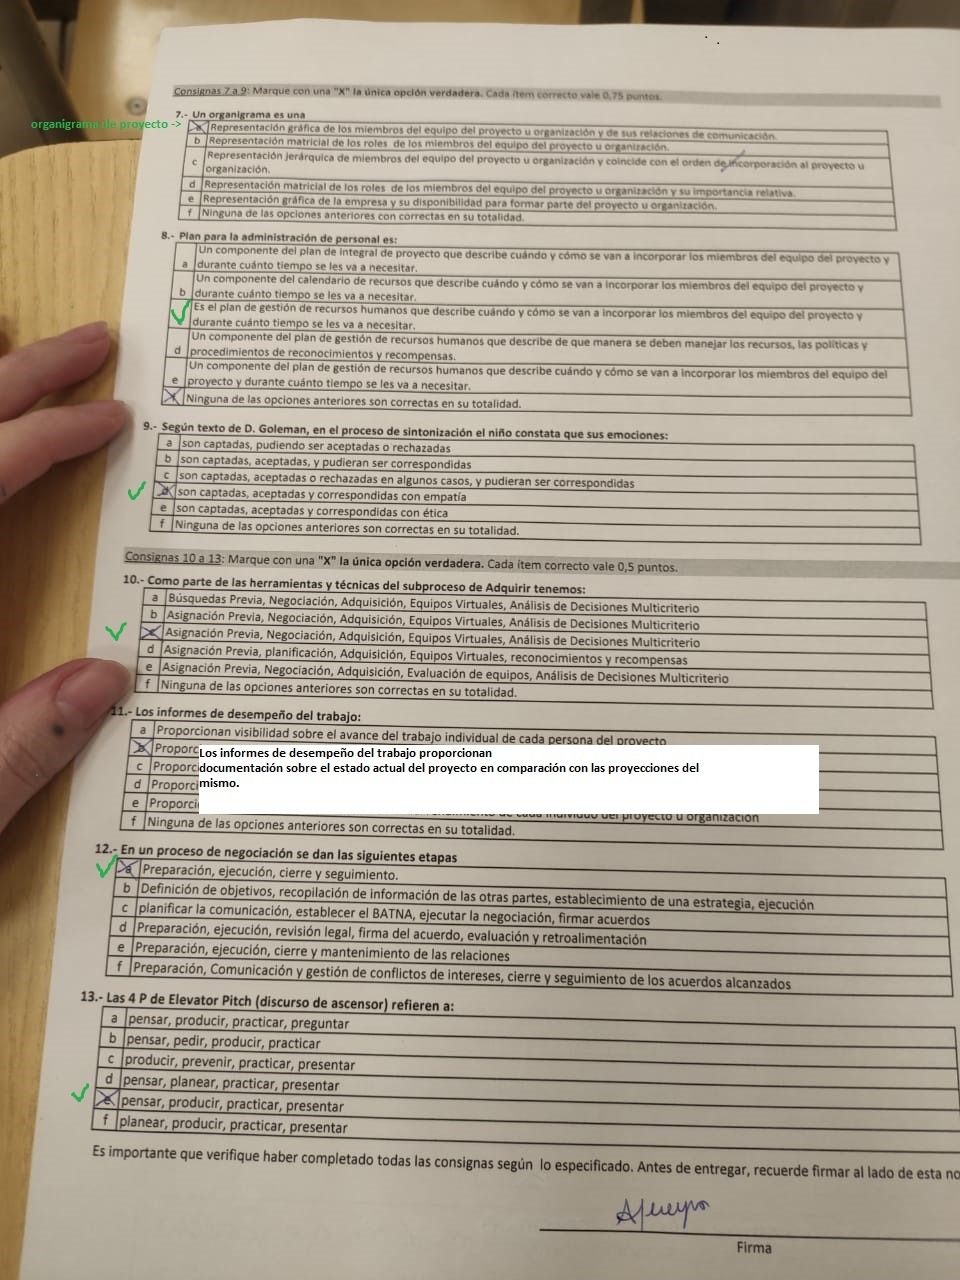 Consignas 7 a 9: Marque con una "X" la única opción verdadera. Cada ítem correcto vale 0,75 puntos.
7.- Un organigrama es una
organigrama de proyecto ->
a Representación gráfica de los miembros del equipo del proyecto u organización y de sus relaciones de comunicación.
b Representación matricial de los roles de los miembros del equipo del proyecto u organización.
c Representación jerárquica de miembros del equipo del proyecto u organización y coincide con el orden de incorporación al proyecto u
organización.
d Representación matricial de los roles de los miembros del equipo del proyecto u organización y su importancia relativa.
e Representación gráfica de la empresa y su disponibilidad para formar parte del proyecto u organización.
f Ninguna de las opciones anteriores con correctas en su totalidad.
8.- Plan para la administración de personal es:
Un componente del plan de integral de proyecto que describe cuándo y cómo se van a incorporar los miembros del equipo del proyecto y
a durante cuánto tiempo se les va a necesitar.
Un componente del calendario de recursos que describe cuándo y cómo se van a incorporar los miembros del equipo del proyecto y
b durante cuánto tiempo se les va a necesitar.
Es el plan de gestión de recursos humanos que describe cuándo y cómo se van a incorporar los miembros del equipo del proyecto y
durante cuánto tiempo se les va a necesitar.
Un componente del plan de gestión de recursos humanos que describe de que manera se deben manejar los recursos, las políticas y
d procedimientos de reconocimientos y recompensas.
Un componente del plan de gestión de recursos humanos que describe cuándo y cómo se van a incorporar los miembros del equipo del
e proyecto y durante cuánto tiempo se les va a necesitar.
f Ninguna de las opciones anteriores son correctas en su totalidad.
9.- Según texto de D. Goleman, en el proceso de sintonización el niño constata que sus emociones:
a son captadas, pudiendo ser aceptadas o rechazadas
b son captadas, aceptadas, y pudieran ser correspondidas
c son captadas, aceptadas o rechazadas en algunos casos, y pudieran ser correspondidas
d son captadas, aceptadas y correspondidas con empatía
e son captadas, aceptadas y correspondidas con ética
f Ninguna de las opciones anteriores son correctas en su totalidad.
Consignas 10 a 13: Marque con una "X" la única opción verdadera. Cada ítem correcto vale 0,5 puntos.
10.- Como parte de las herramientas y técnicas del subproceso de Adquirir tenemos:
a Búsquedas Previa, Negociación, Adquisición, Equipos Virtuales, Análisis de Decisiones Multicriterio
b Asignación Previa, Negociación, Adquisición, Equipos Virtuales, Análisis de Decisiones Multicriterio
c Asignación Previa, Negociación, Adquisición, Equipos Virtuales, Análisis de Decisiones Multicriterio
d Asignación Previa, planificación, Adquisición, Equipos Virtuales, reconocimientos y recompensas
e Asignación Previa, Negociación, Adquisición, Evaluación de equipos, Análisis de Decisiones Multicriterio
f Ninguna de las opciones anteriores son correctas en su totalidad.
11.- Los informes de desempeño del trabajo:
a Proporcionan visibilidad sobre el avance del trabajo individual de cada persona del proyecto
b Proporc
Los informes de desempeño del trabajo proporcionan
c Proporci
documentación sobre el estado actual del proyecto en comparación con las proyecciones del
d Proporci
mismo.
e Proporci
cada individuo del proyecto u organización
f Ninguna de las opciones anteriores son correctas en su totalidad.
12.- En un proceso de negociación se dan las siguientes etapas
a Preparación, ejecución, cierre y seguimiento.
b Definición de objetivos, recopilación de información de las otras partes, establecimiento de una estrategia, ejecución
c planificar la comunicación, establecer el BATNA, ejecutar la negociación, firmar acuerdos
d Preparación, ejecución, revisión legal, firma del acuerdo, evaluación y retroalimentación
e Preparación, ejecución, cierre y mantenimiento de las relaciones
f Preparación, Comunicación y gestión de conflictos de intereses, cierre y seguimiento de los acuerdos alcanzados
13.- Las 4 P de Elevator Pitch (discurso de ascensor) refieren a:
a pensar, producir, practicar, preguntar
b pensar, pedir, producir, practicar
c producir, prevenir, practicar, presentar
d pensar, planear, practicar, presentar
e pensar, producir, practicar, presentar
f planear, producir, practicar, presentar
Es importante que verifique haber completado todas las consignas según lo especificado. Antes de entregar, recuerde firmar al lado de esta no
Firma